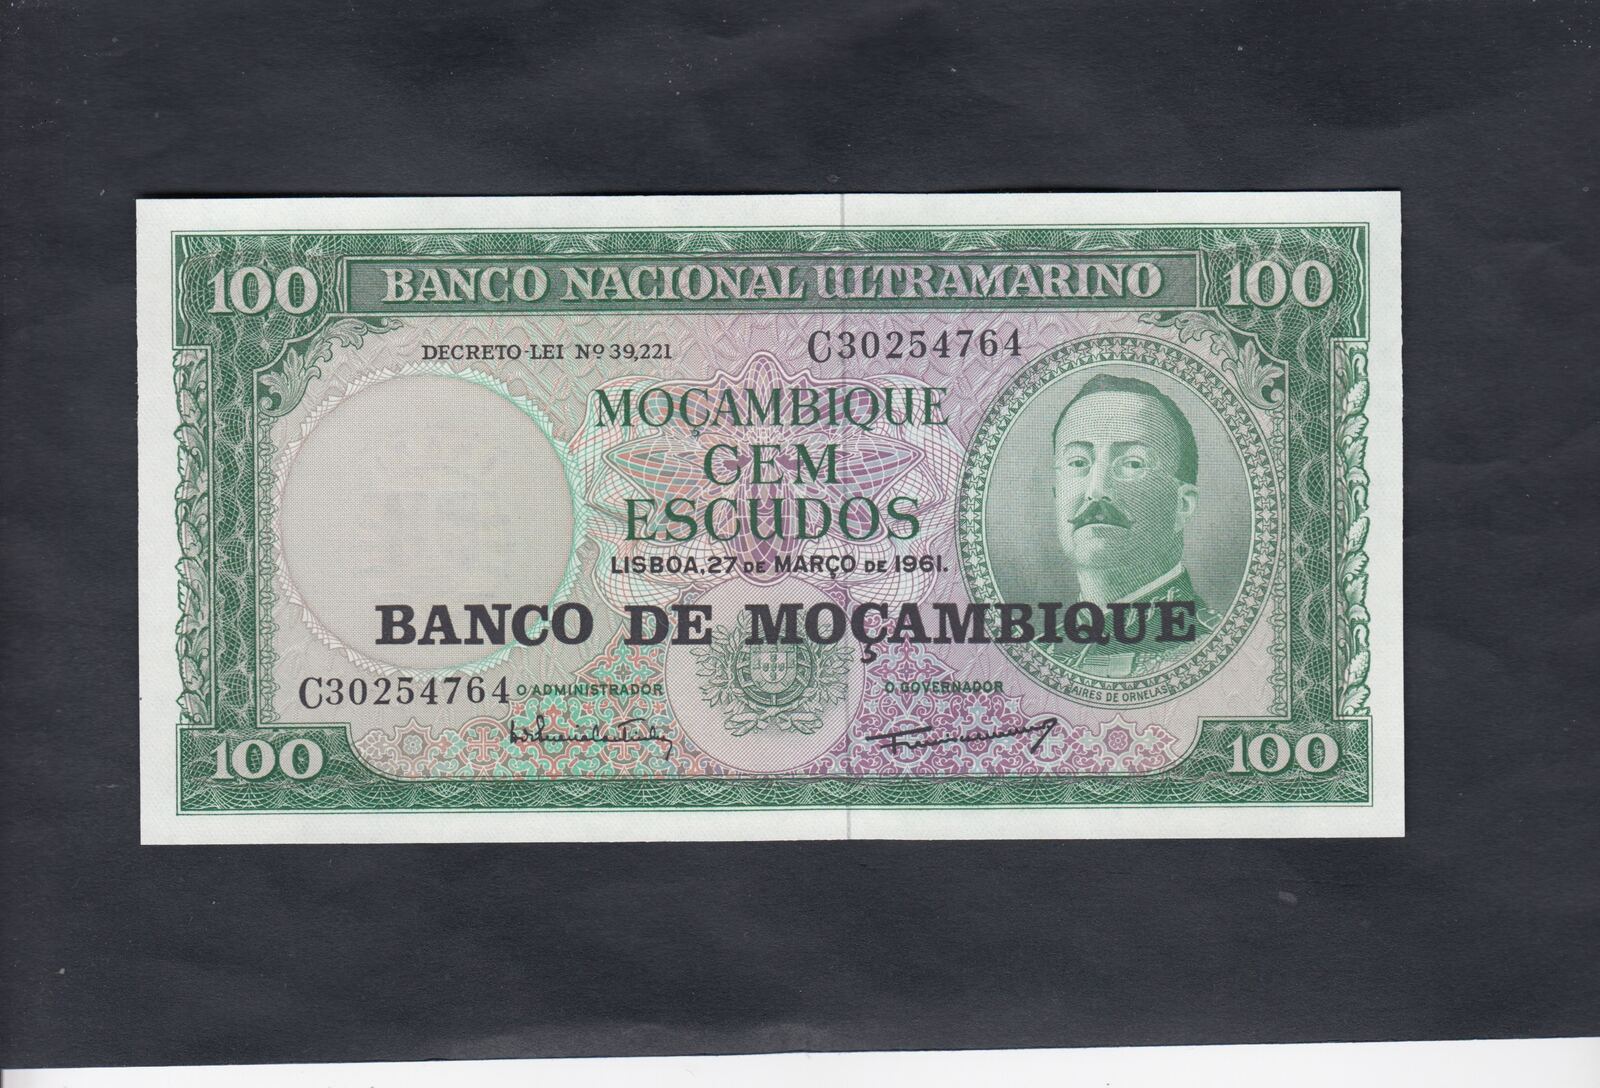 100 BANCO NACIONAL ULTRAMARINO 100
DECRETO-LEI Nº 39,221 C30254764
MOÇAMBIQUE
CEM
ESCUDOS
LISBOA, 27 DE MARÇO DE 1961.
BANCO DE MOÇAMBIQUE
C30254764 O ADMINISTRADOR O GOVERNADOR AIRES DE ORNELAS
100 100